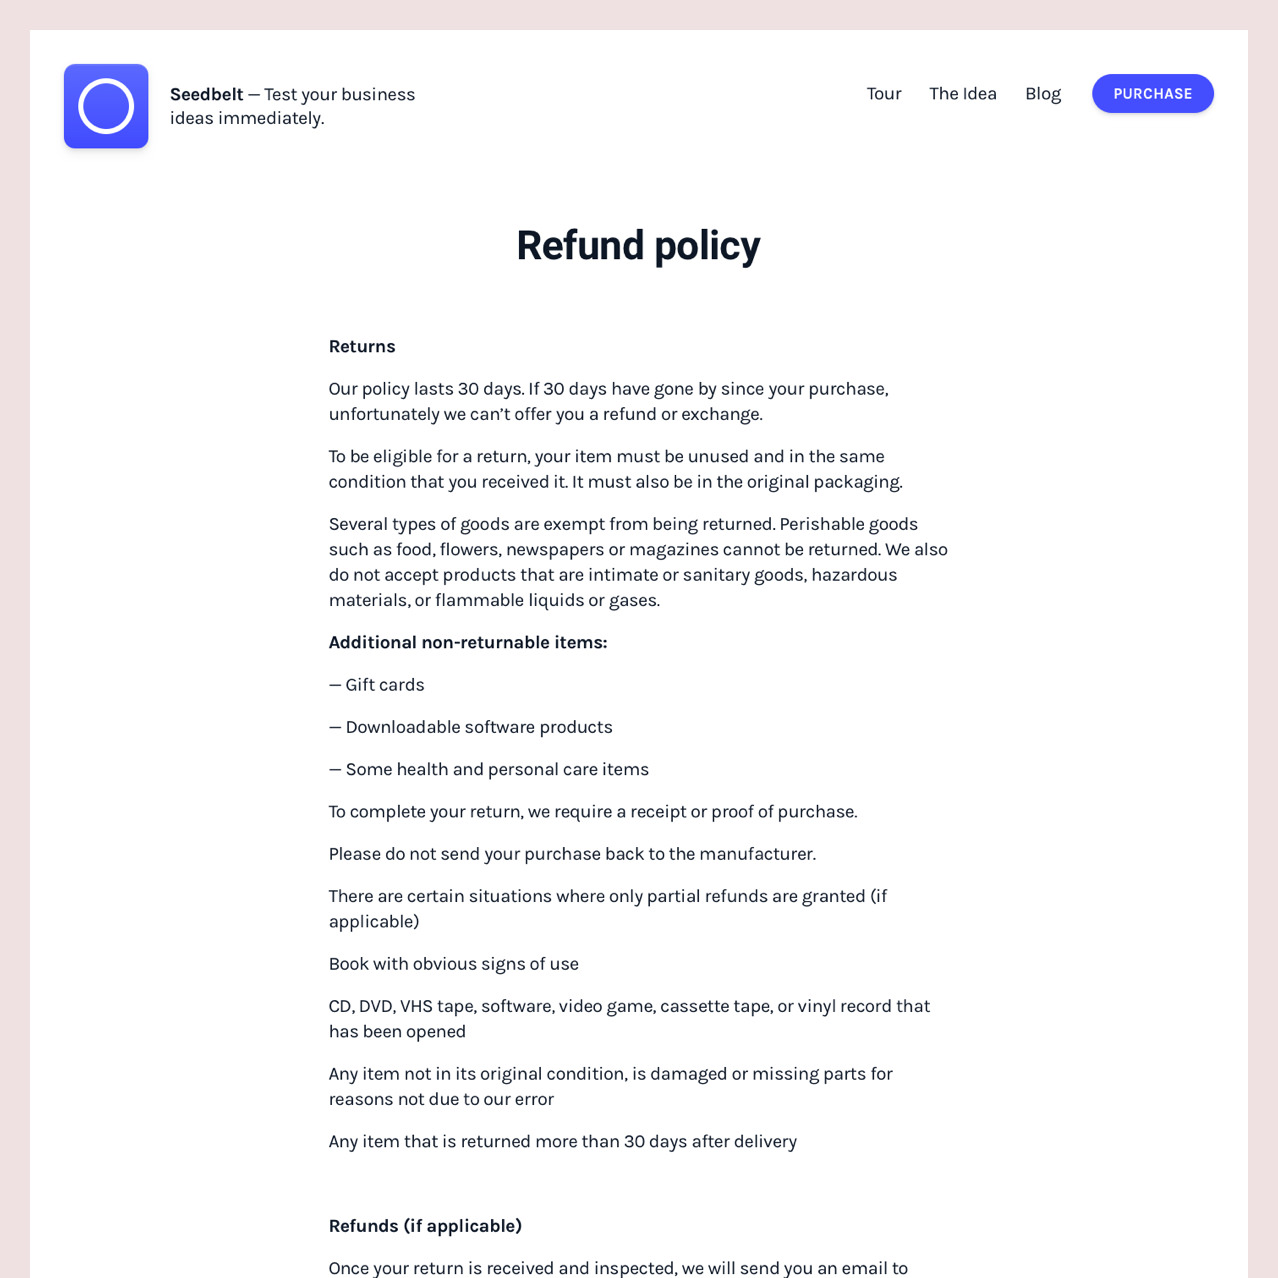 Seedbelt — Test your business
ideas immediately.
Tour
The Idea
Blog
PURCHASE
Refund policy
Returns
Our policy lasts 30 days. If 30 days have gone by since your purchase,
unfortunately we can’t offer you a refund or exchange.
To be eligible for a return, your item must be unused and in the same
condition that you received it. It must also be in the original packaging.
Several types of goods are exempt from being returned. Perishable goods
such as food, flowers, newspapers or magazines cannot be returned. We also
do not accept products that are intimate or sanitary goods, hazardous
materials, or flammable liquids or gases.
Additional non-returnable items:
— Gift cards
— Downloadable software products
— Some health and personal care items
To complete your return, we require a receipt or proof of purchase.
Please do not send your purchase back to the manufacturer.
There are certain situations where only partial refunds are granted (if
applicable)
Book with obvious signs of use
CD, DVD, VHS tape, software, video game, cassette tape, or vinyl record that
has been opened
Any item not in its original condition, is damaged or missing parts for
reasons not due to our error
Any item that is returned more than 30 days after delivery
Refunds (if applicable)
Once your return is received and inspected, we will send you an email to